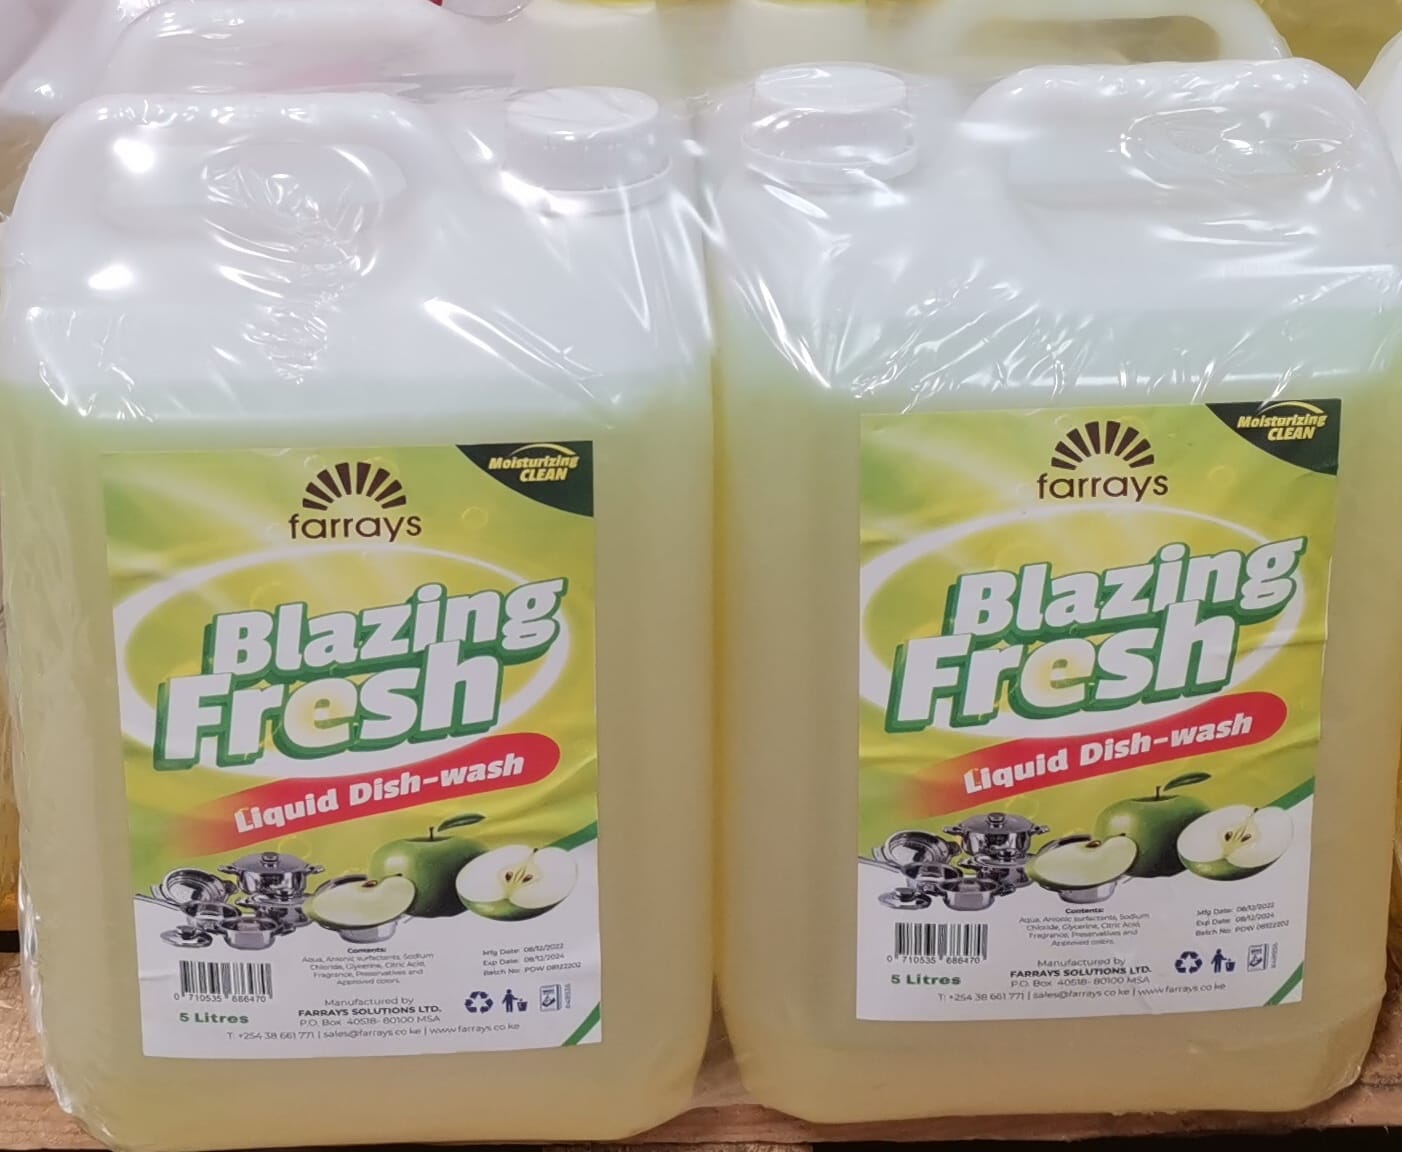 Moisturizing
CLEAN
farrays
Blazing
Fresh
Liquid Dish-wash
Contents:
Aqua, Anionic surfactants, Sodium
Chloride, Glycerine, Citric Acid,
Fragrance, Preservatives and
Approved colors.
Mfg Date: 08/12/2022
Exp Date: 08/12/2024
Batch No: PDW 08122202
0 710535 686470
5 Litres
Manufactured by
FARRAYS SOLUTIONS LTD.
P.O. Box 40518- 80100 MSA
T: +254 38 661 771 | sales@farrays.co.ke | www.farrays.co.ke
Moisturizing
CLEAN
farrays
Blazing
Fresh
Liquid Dish-wash
Contents:
Aqua, Anionic surfactants, Sodium
Chloride, Glycerine, Citric Acid,
Fragrance, Preservatives and
Approved colors.
Mfg Date: 08/12/2022
Exp Date: 08/12/2024
Batch No: PDW 08122202
0 710535 686470
5 Litres
Manufactured by
FARRAYS SOLUTIONS LTD.
P.O. Box 40518- 80100 MSA
T: +254 38 661 771 | sales@farrays.co.ke | www.farrays.co.ke